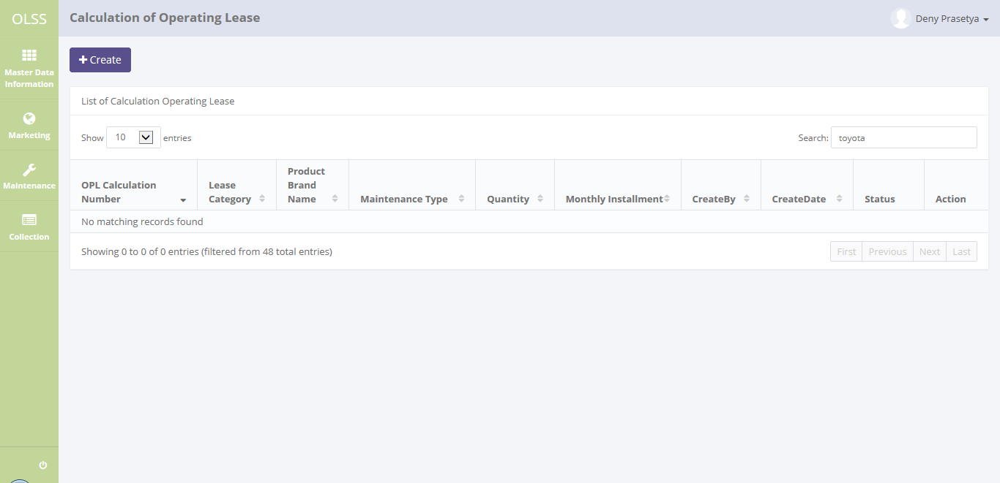 OLSS
Calculation of Operating Lease
Deny Prasetya
Master Data
Information
Marketing
Maintenance
Collection
Create
List of Calculation Operating Lease
Show 10 entries
Search: toyota
OPL Calculation
Number
Lease
Category
Product
Brand
Name
Maintenance Type
Quantity
Monthly Installment
CreateBy
CreateDate
Status
Action
No matching records found
Showing 0 to 0 of 0 entries (filtered from 48 total entries)
First Previous Next Last